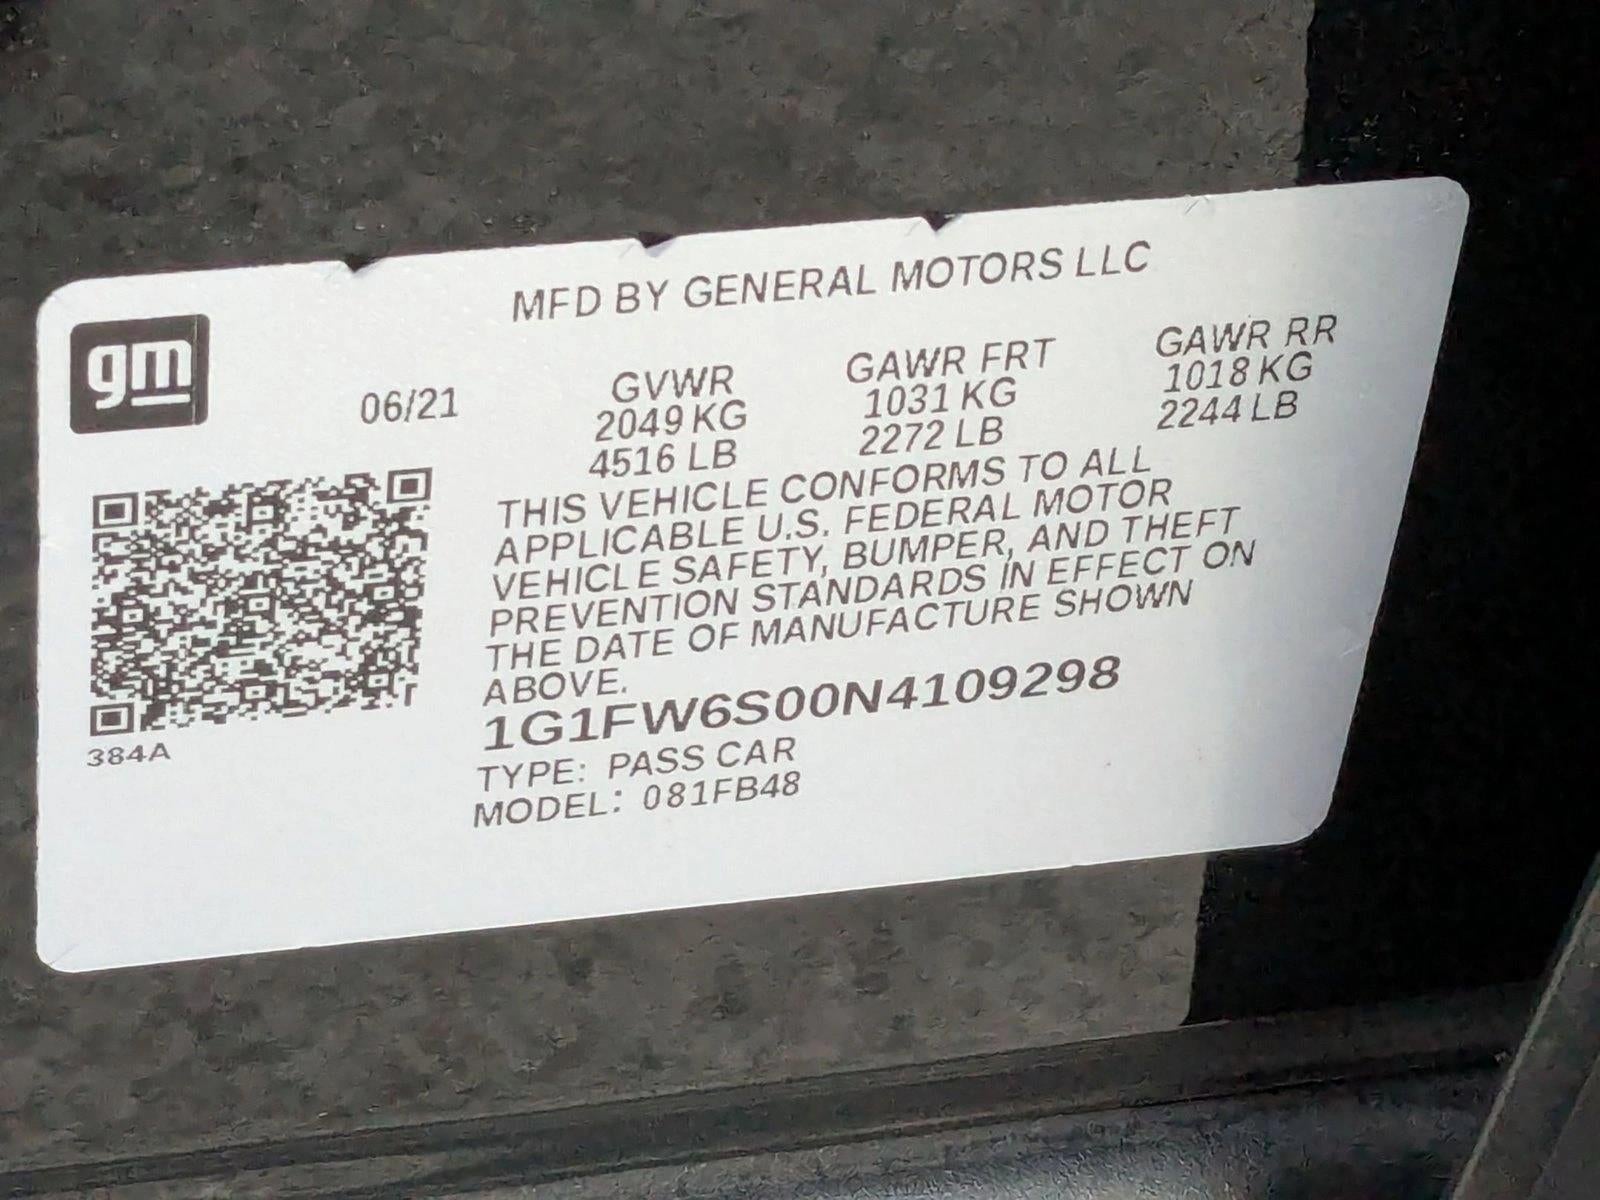 MFD BY GENERAL MOTORS LLC
gm
06/21
GVWR
2049 KG
4516 LB
GAWR FRT
1031 KG
2272 LB
GAWR RR
1018 KG
2244 LB
THIS VEHICLE CONFORMS TO ALL
APPLICABLE U.S. FEDERAL MOTOR
VEHICLE SAFETY, BUMPER, AND THEFT
PREVENTION STANDARDS IN EFFECT ON
THE DATE OF MANUFACTURE SHOWN
ABOVE.
1G1FW6S00N4109298
TYPE: PASS CAR
MODEL: 081FB48
384A